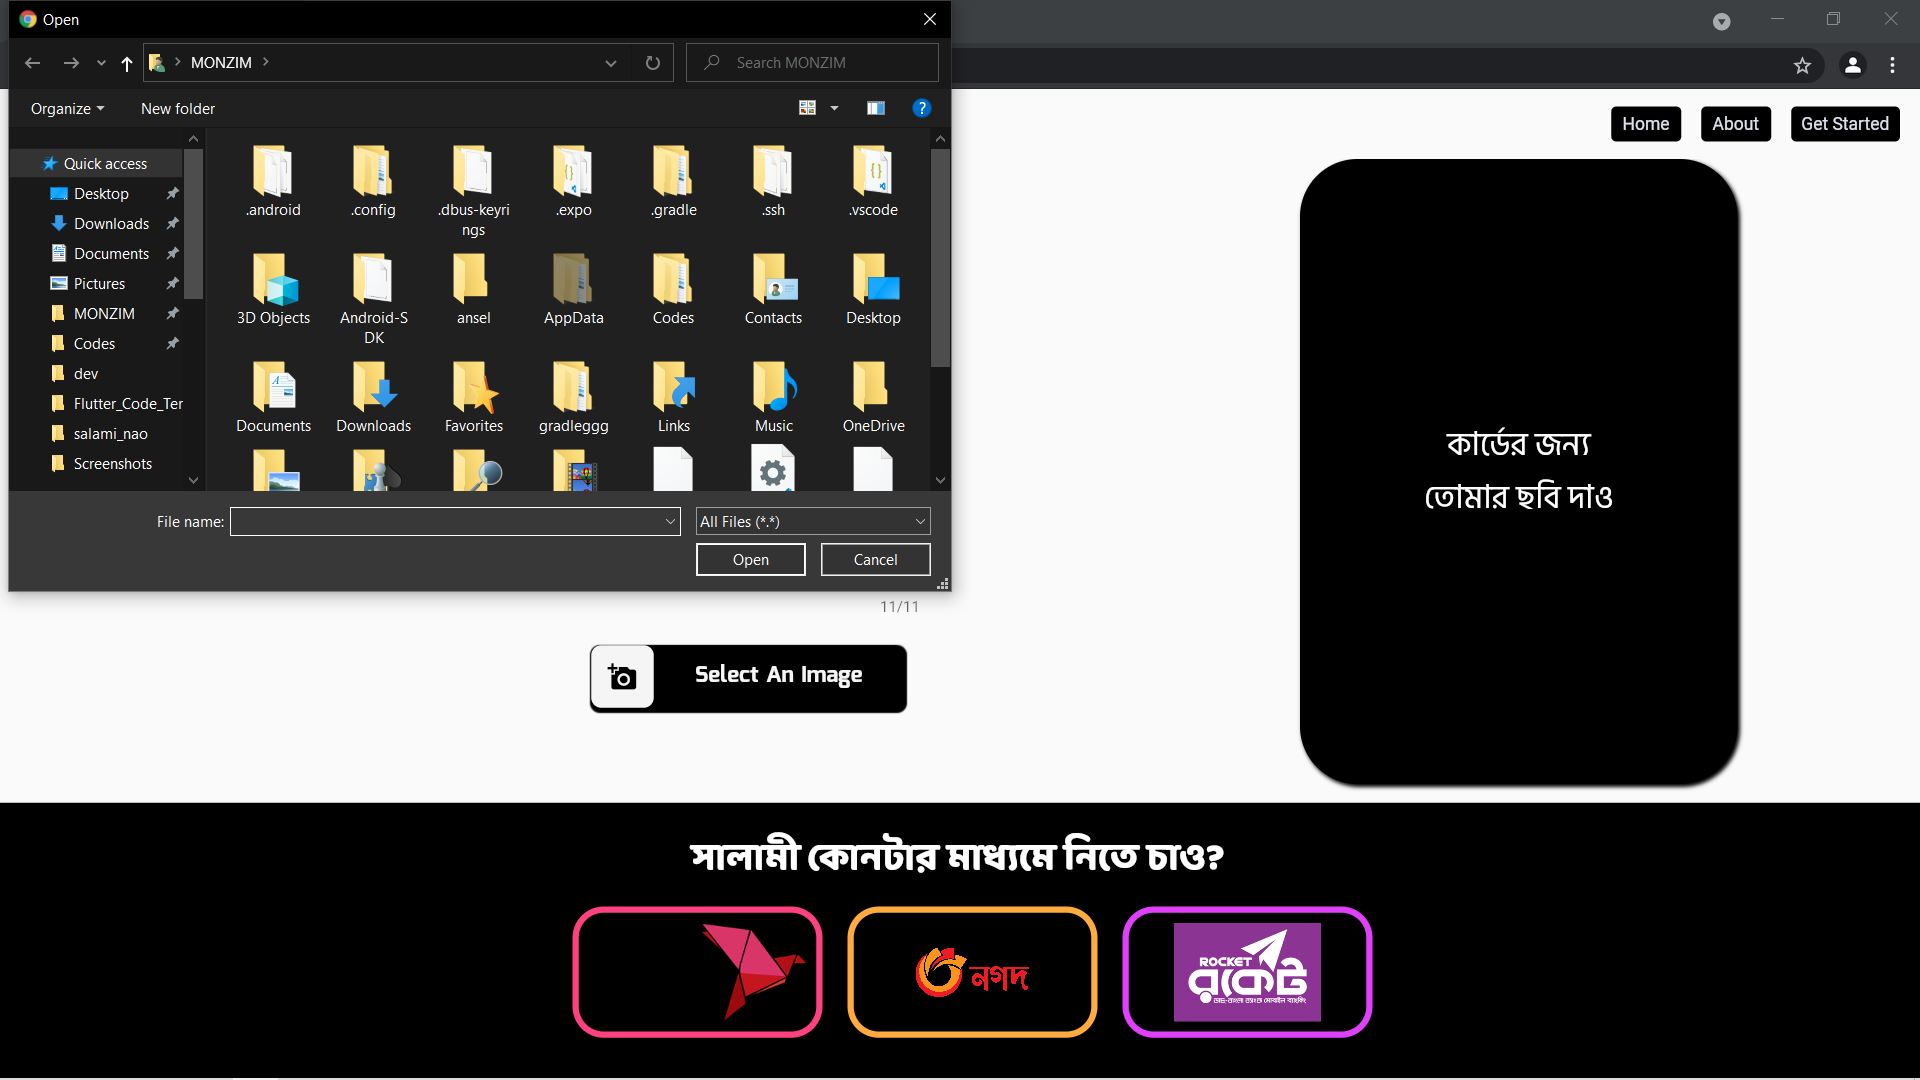 Open
MONZIM
Search MONZIM
Organize
New folder
Quick access
Desktop
Downloads
Documents
Pictures
MONZIM
Codes
dev
Flutter_Code_Ter
salami_nao
Screenshots
.android
.config
.dbus-keyri
ngs
.expo
.gradle
.ssh
.vscode
3D Objects
Android-S
DK
ansel
AppData
Codes
Contacts
Desktop
Documents
Downloads
Favorites
gradleggg
Links
Music
OneDrive
File name:
All Files (*.*)
Open
Cancel
Home
About
Get Started
কার্ডের জন্য
তোমার ছবি দাও
11/11
Select An Image
সালামী কোনটার মাধ্যমে নিতে চাও?
নগদ
ROCKET
রকেট